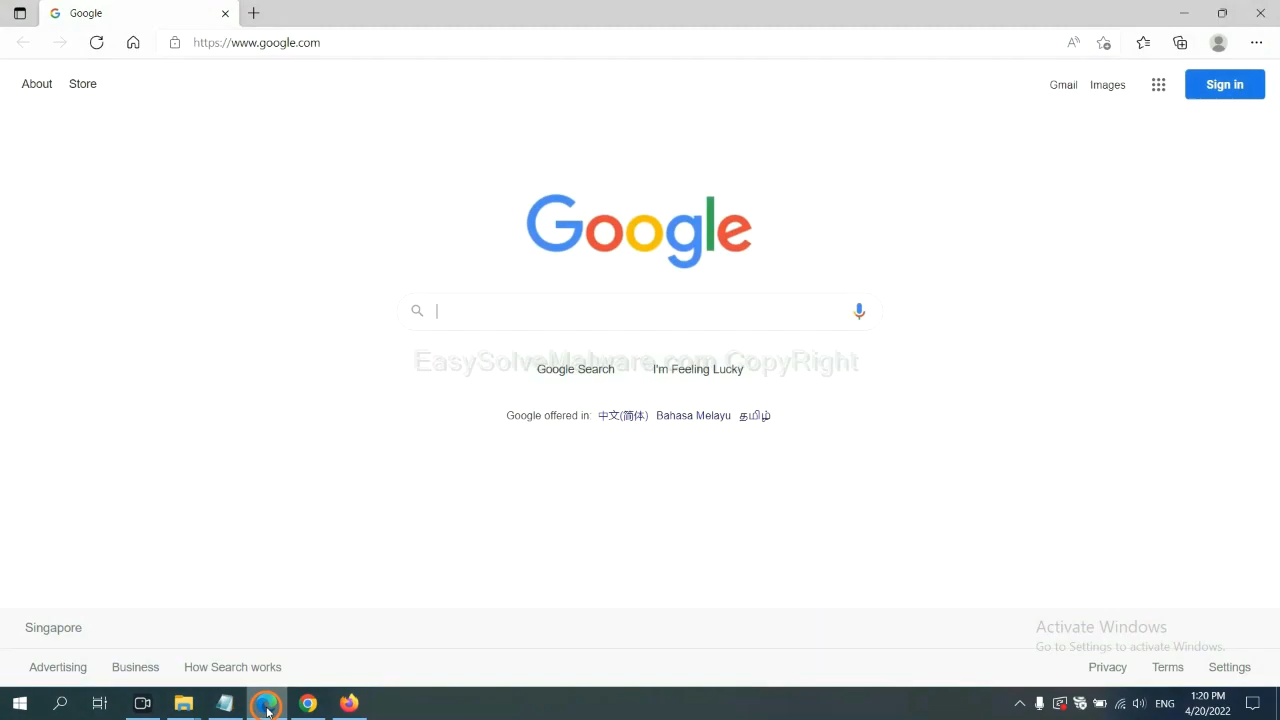 Google
https://www.google.com
About Store
Gmail Images Sign in
Google
EasySolveMalware.com CopyRight
Google Search I'm Feeling Lucky
Google offered in: 中文(简体) Bahasa Melayu தமிழ்
Singapore
Activate Windows
Go to Settings to activate Windows.
Advertising Business How Search works
Privacy Terms Settings
ENG
1:20 PM
4/20/2022